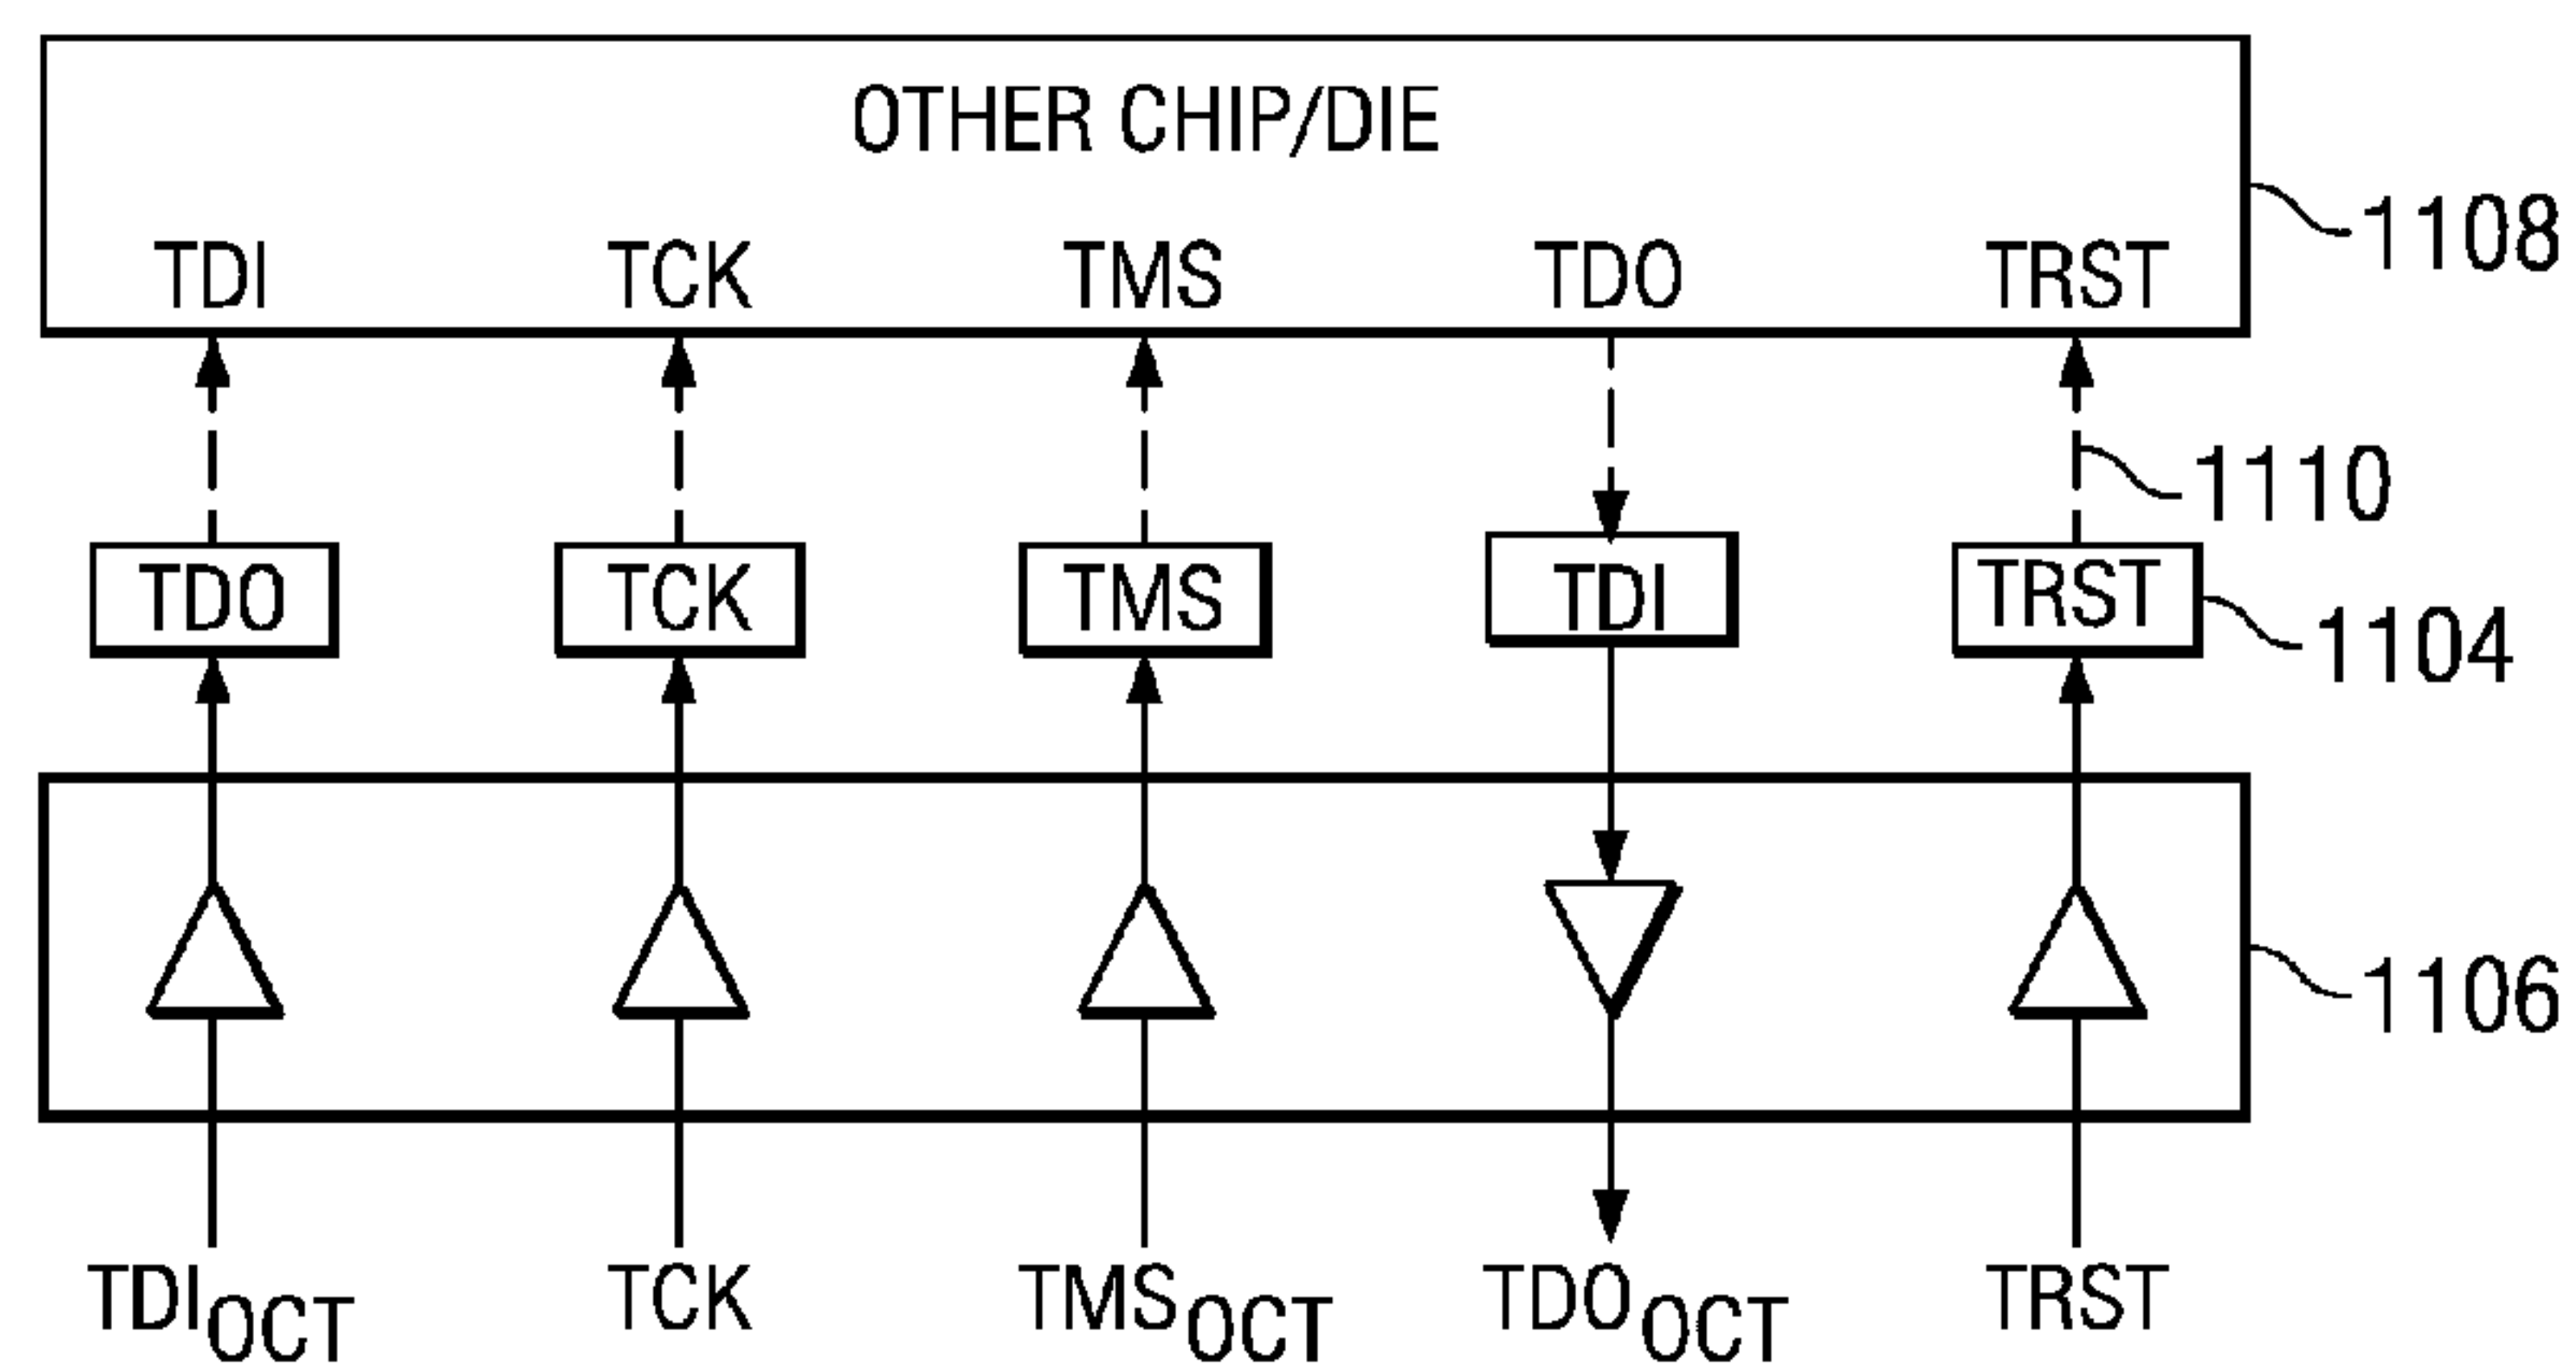 OTHER CHIP/DIE
1108
TDI TCK TMS TDO TRST
1110
TDO TCK TMS TDI TRST
1104
1106
TDIOCT TCK TMSOCT TDOOCT TRST